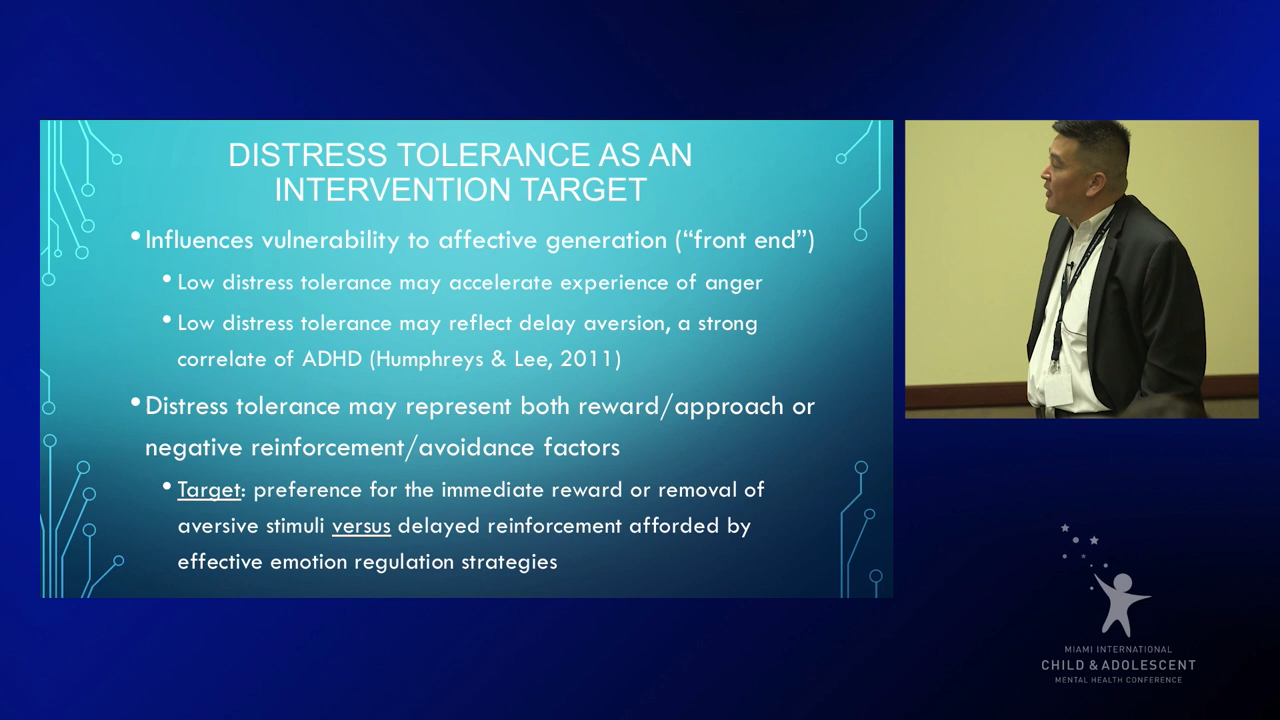 DISTRESS TOLERANCE AS AN
INTERVENTION TARGET
•Influences vulnerability to affective generation (“front end”)
•Low distress tolerance may accelerate experience of anger
•Low distress tolerance may reflect delay aversion, a strong
correlate of ADHD (Humphreys & Lee, 2011)
•Distress tolerance may represent both reward/approach or
negative reinforcement/avoidance factors
•Target: preference for the immediate reward or removal of
aversive stimuli versus delayed reinforcement afforded by
effective emotion regulation strategies
MIAMI INTERNATIONAL
CHILD & ADOLESCENT
MENTAL HEALTH CONFERENCE